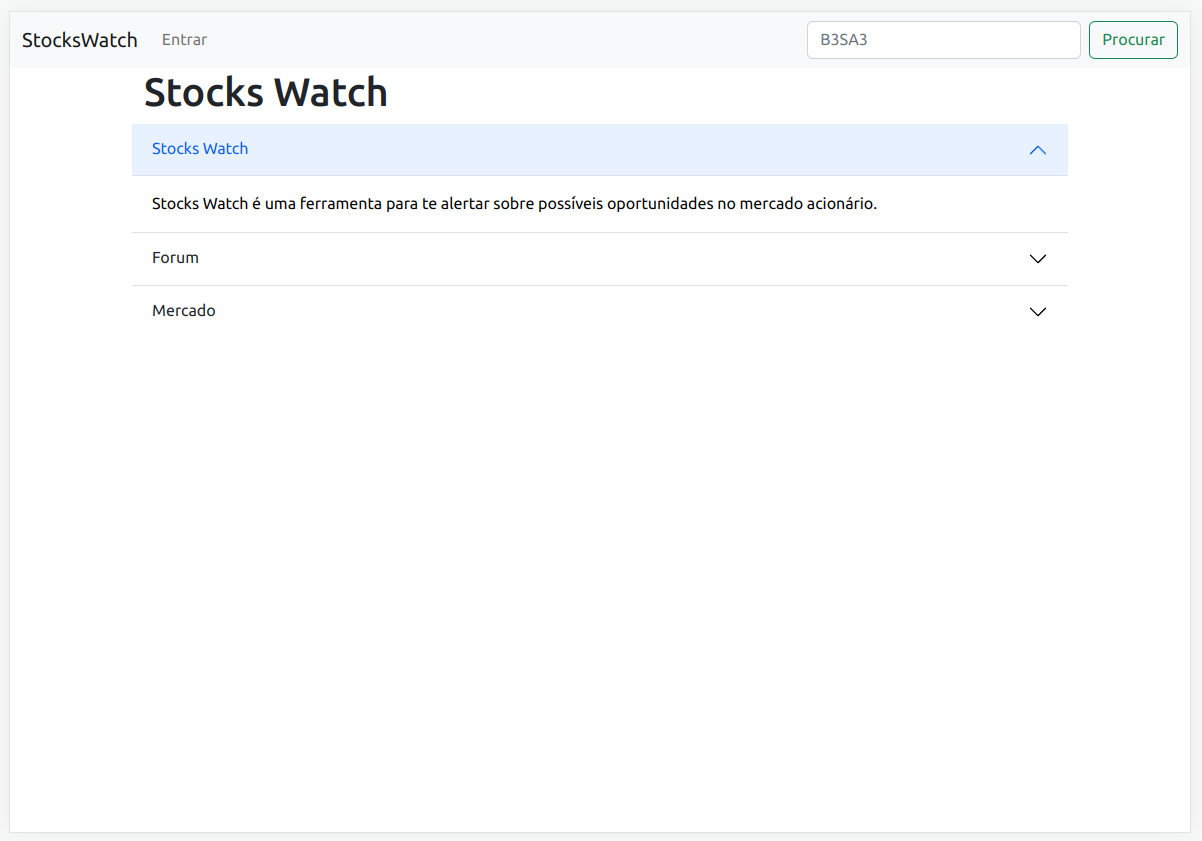 StocksWatch Entrar B3SA3 Procurar
Stocks Watch
Stocks Watch
Stocks Watch é uma ferramenta para te alertar sobre possíveis oportunidades no mercado acionário.
Forum
Mercado